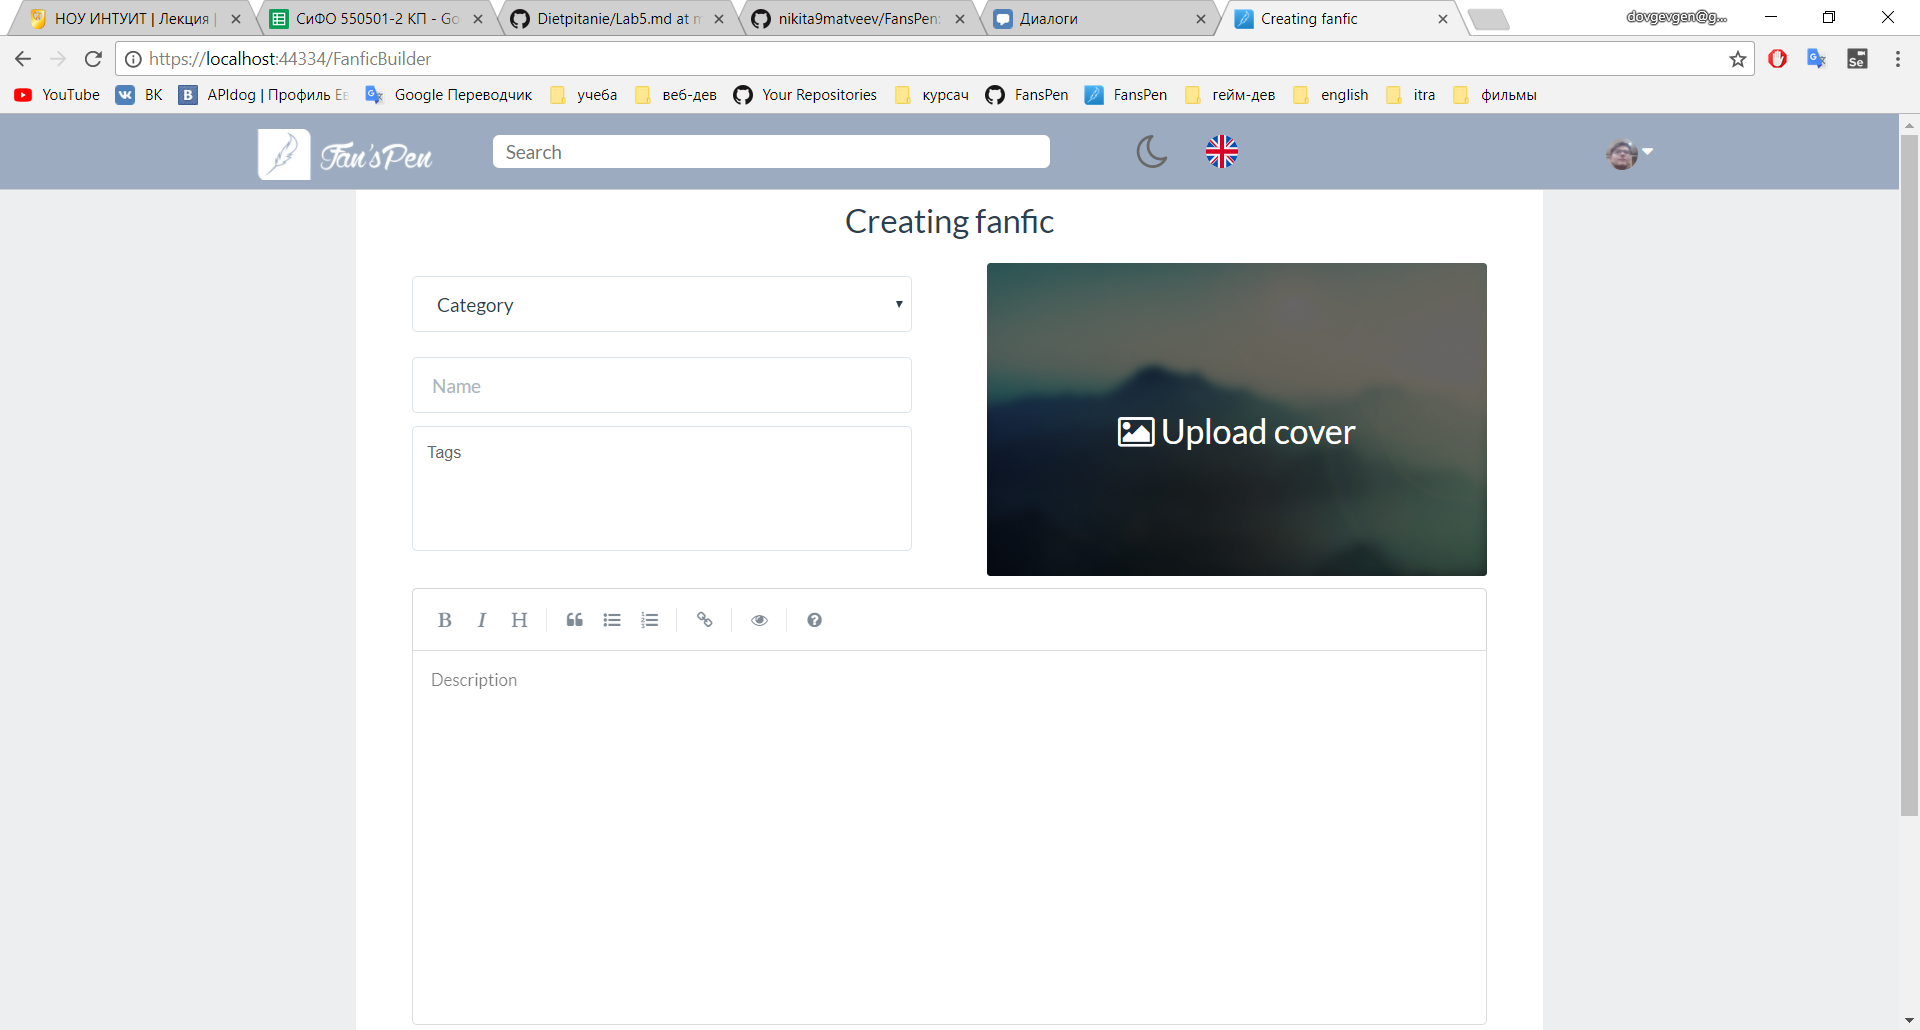 НОУ ИНТУИТ | Лекция |
СиФО 550501-2 КП - Go
Dietpitanie/Lab5.md at m
nikita9matveev/FansPen:
Диалоги
Creating fanfic
dovgevgen@g...
https://localhost:44334/FanficBuilder
YouTube
ВК
APIdog | Профиль Ев
Google Переводчик
учеба
веб-дев
Your Repositories
курсач
FansPen
FansPen
гейм-дев
english
itra
фильмы
Fan'sPen
Search
Creating fanfic
Category
Name
Tags
Upload cover
B I H
Description